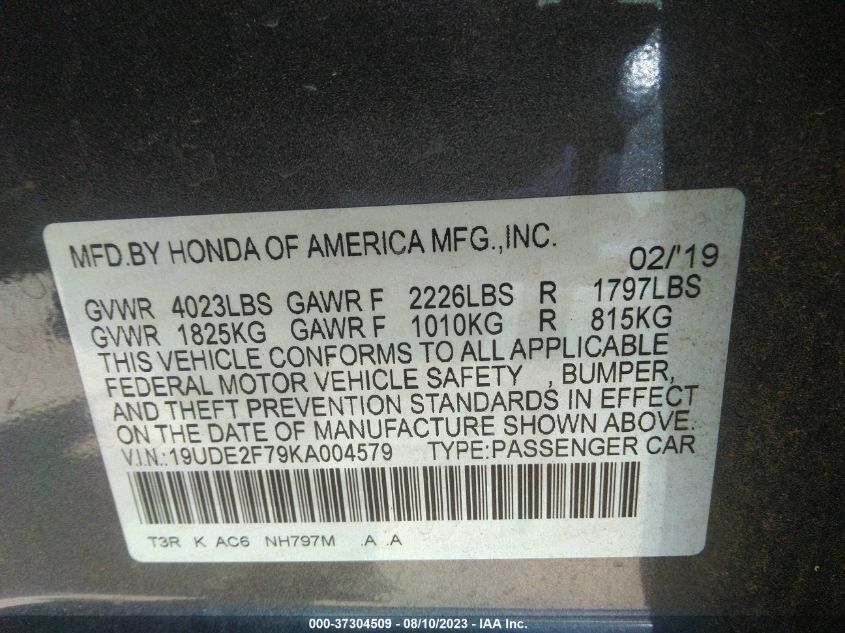 MFD.BY HONDA OF AMERICA MFG.,INC. 02/'19
GVWR 4023LBS GAWR F 2226LBS R 1797LBS
GVWR 1825KG GAWR F 1010KG R 815KG
THIS VEHICLE CONFORMS TO ALL APPLICABLE
FEDERAL MOTOR VEHICLE SAFETY , BUMPER,
AND THEFT PREVENTION STANDARDS IN EFFECT
ON THE DATE OF MANUFACTURE SHOWN ABOVE.
V.I.N.:19UDE2F79KA004579 TYPE:PASSENGER CAR
T3R K AC6 NH797M .A .A
000-37304509 - 08/10/2023 - IAA Inc.